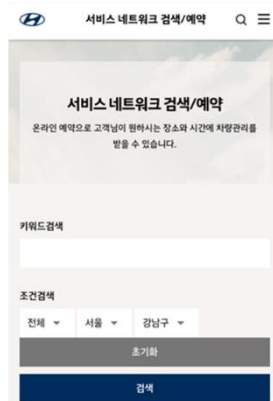 서비스 네트워크 검색/예약
서비스 네트워크 검색/예약
온라인 예약으로 고객님이 원하시는 장소와 시간에 차량관리를
받을 수 있습니다.
키워드검색
조건검색
전체 서울 강남구
초기화
검색